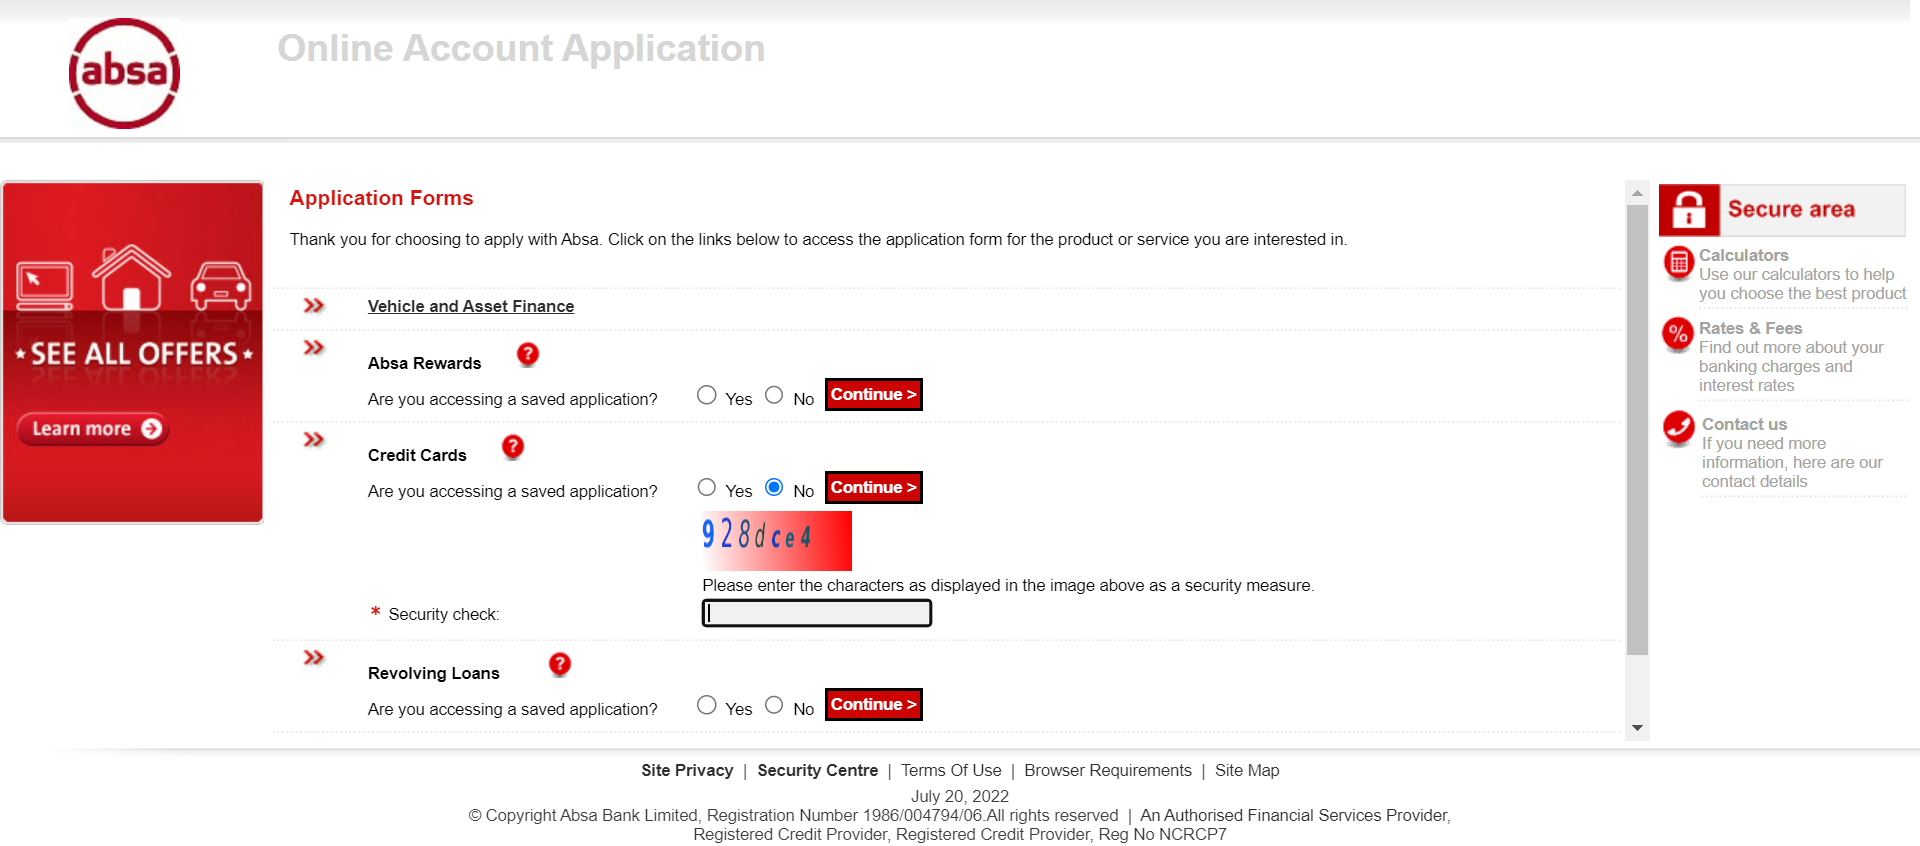 absa
Online Account Application
SEE ALL OFFERS
Learn more
Application Forms
Thank you for choosing to apply with Absa. Click on the links below to access the application form for the product or service you are interested in.
Vehicle and Asset Finance
Absa Rewards ?
Are you accessing a saved application? Yes No Continue >
Credit Cards ?
Are you accessing a saved application? Yes No Continue >
928dce4
Please enter the characters as displayed in the image above as a security measure.
* Security check:
Revolving Loans ?
Are you accessing a saved application? Yes No Continue >
Secure area
Calculators
Use our calculators to help
you choose the best product
%
Rates & Fees
Find out more about your
banking charges and
interest rates
Contact us
If you need more
information, here are our
contact details
Site Privacy | Security Centre | Terms Of Use | Browser Requirements | Site Map
July 20, 2022
© Copyright Absa Bank Limited, Registration Number 1986/004794/06.All rights reserved | An Authorised Financial Services Provider,
Registered Credit Provider, Registered Credit Provider, Reg No NCRCP7